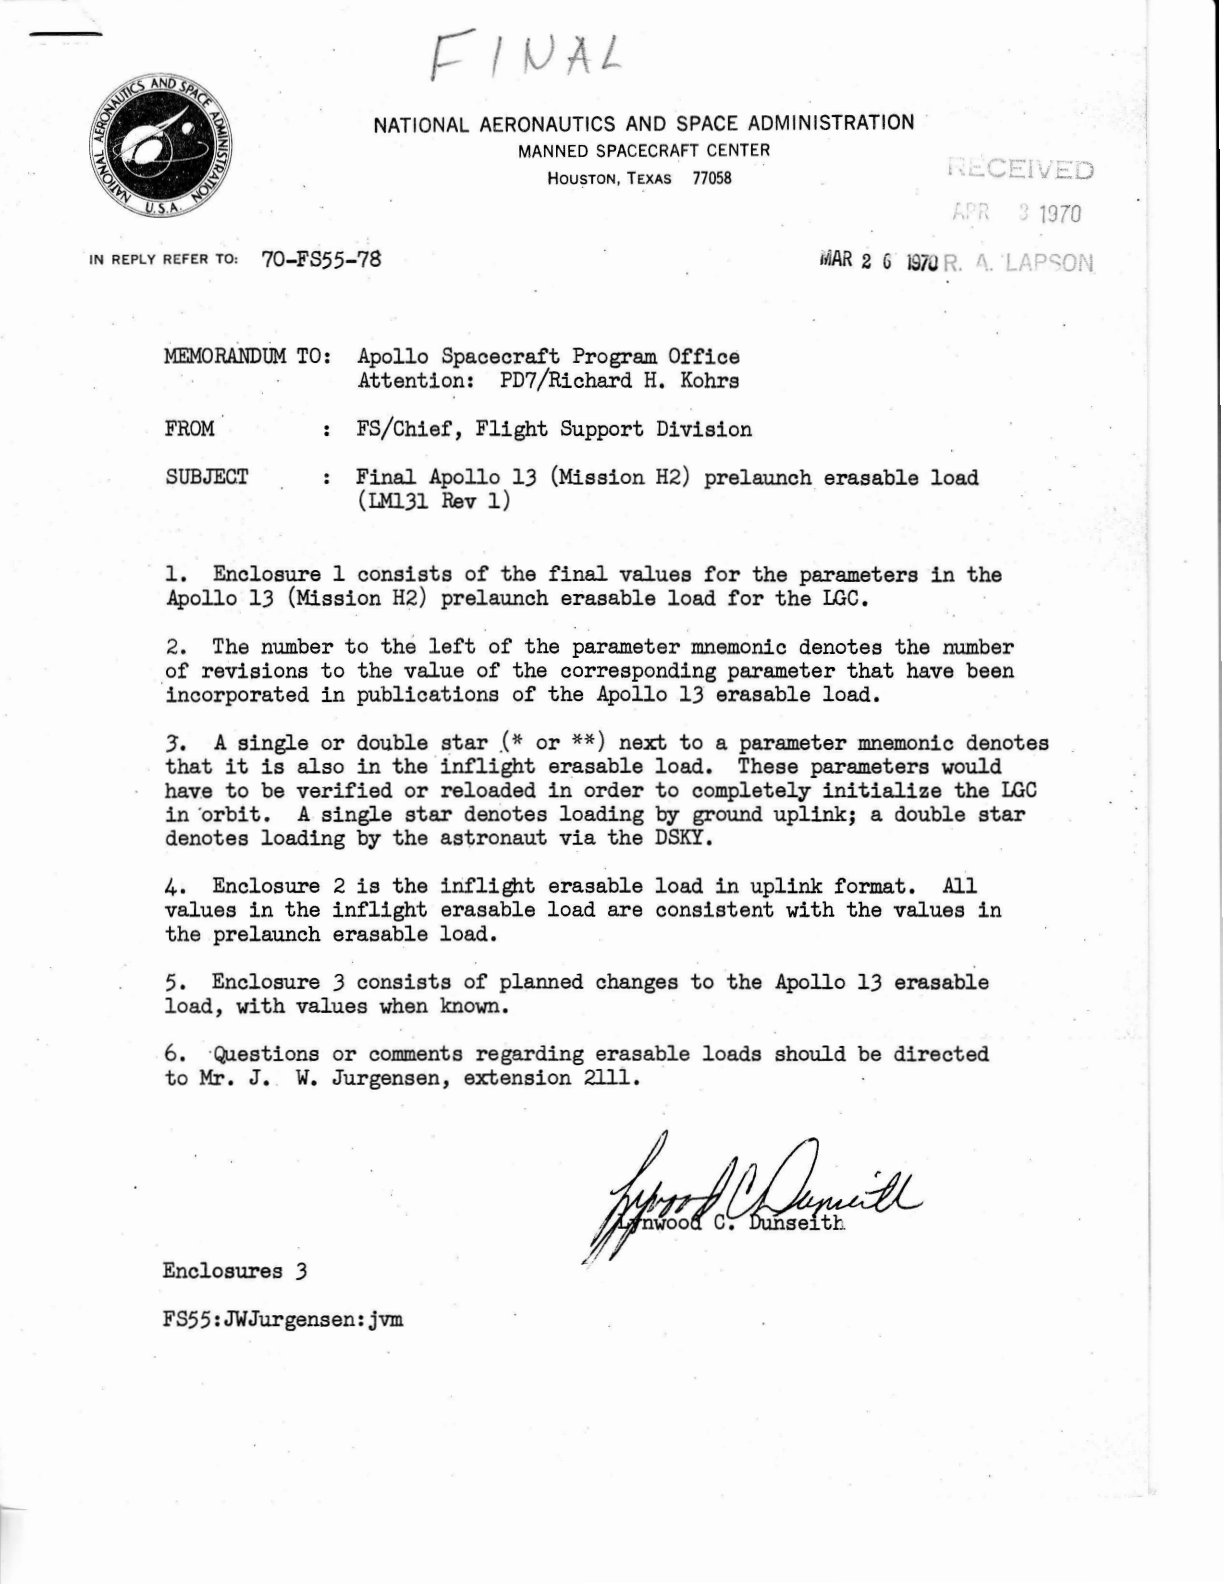 FINAL
NATIONAL AERONAUTICS AND SPACE ADMINISTRATION
U.S.A.
NATIONAL AERONAUTICS AND SPACE ADMINISTRATION
MANNED SPACECRAFT CENTER
HOUSTON, TEXAS 77058
RECEIVED
APR 3 1970
R. A. LAPSON
IN REPLY REFER TO: 70-FS55-78
MAR 26 1970
MEMORANDUM TO: Apollo Spacecraft Program Office
Attention: PD7/Richard H. Kohrs
FROM : FS/Chief, Flight Support Division
SUBJECT : Final Apollo 13 (Mission H2) prelaunch erasable load
(LM131 Rev 1)
1. Enclosure 1 consists of the final values for the parameters in the
Apollo 13 (Mission H2) prelaunch erasable load for the LGC.
2. The number to the left of the parameter mnemonic denotes the number
of revisions to the value of the corresponding parameter that have been
incorporated in publications of the Apollo 13 erasable load.
3. A single or double star (* or **) next to a parameter mnemonic denotes
that it is also in the inflight erasable load. These parameters would
have to be verified or reloaded in order to completely initialize the LGC
in orbit. A single star denotes loading by ground uplink; a double star
denotes loading by the astronaut via the DSKY.
4. Enclosure 2 is the inflight erasable load in uplink format. All
values in the inflight erasable load are consistent with the values in
the prelaunch erasable load.
5. Enclosure 3 consists of planned changes to the Apollo 13 erasable
load, with values when known.
6. Questions or comments regarding erasable loads should be directed
to Mr. J. W. Jurgensen, extension 2111.
Lynwood C. Dunseith
Lynwood C. Dunseith
Enclosures 3
FS55:JWJurgensen:jvm